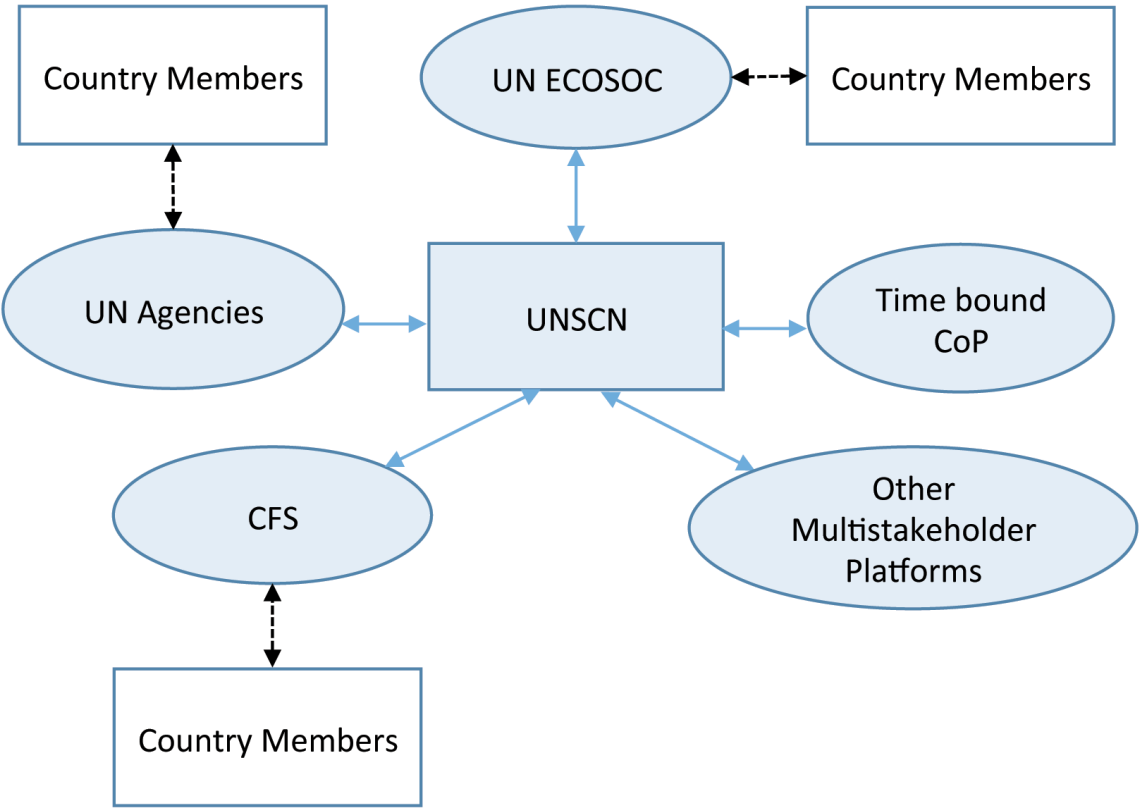 Country Members
UN ECOSOC
Country Members
UN Agencies
UNSCN
Time bound
CoP
CFS
Other
Multistakeholder
Platforms
Country Members